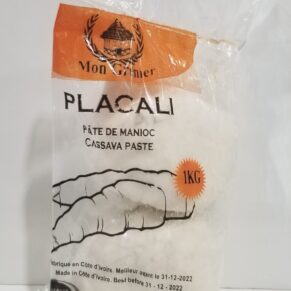 Mon Grenier
PLACALI
PÂTE DE MANIOC
CASSAVA PASTE
1KG
Fabriqué en Côte d'ivoire. Meilleur avant le 31-12-2022
Made in Côte d'ivoire. Best before 31 - 12 - 2022